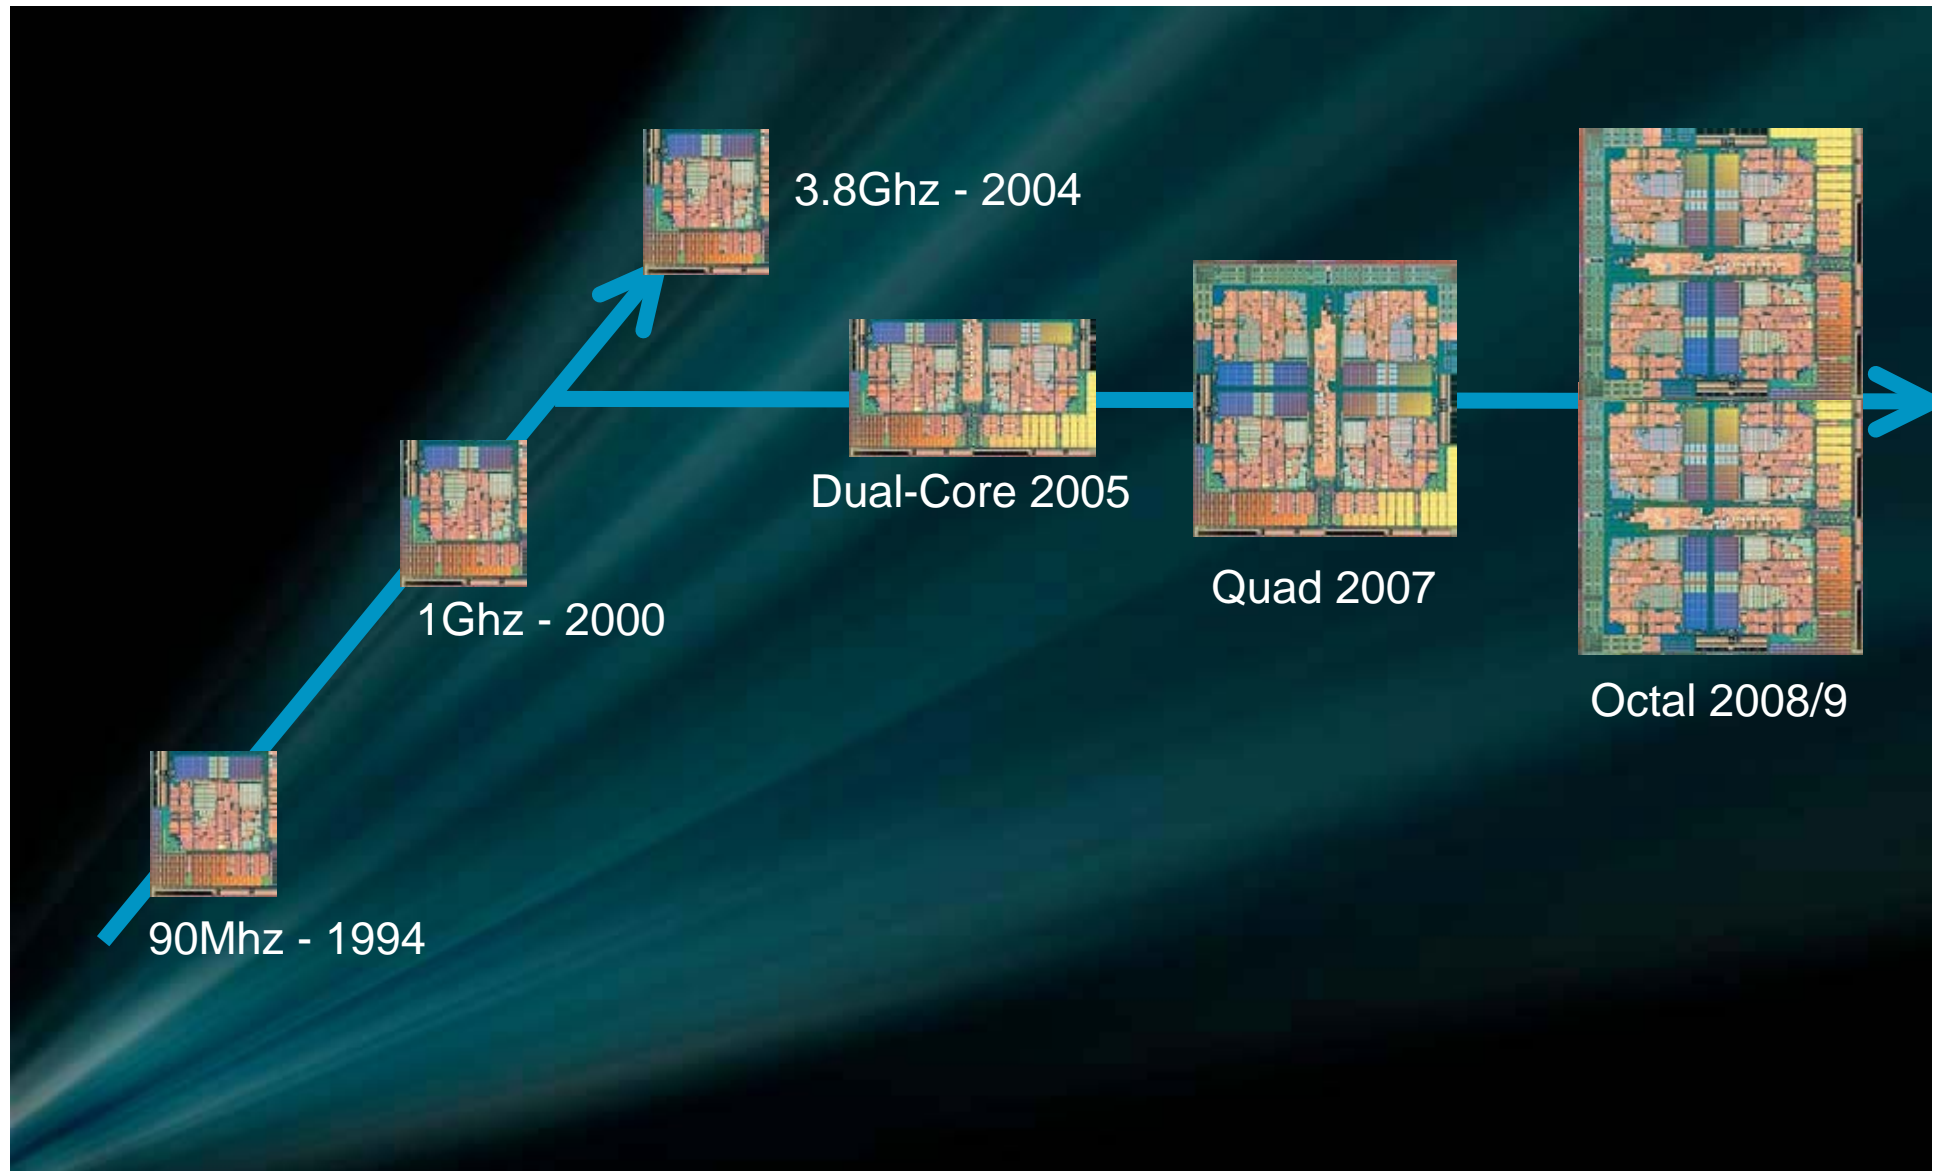 3.8Ghz - 2004
Dual-Core 2005
Quad 2007
1Ghz - 2000
Octal 2008/9
90Mhz - 1994